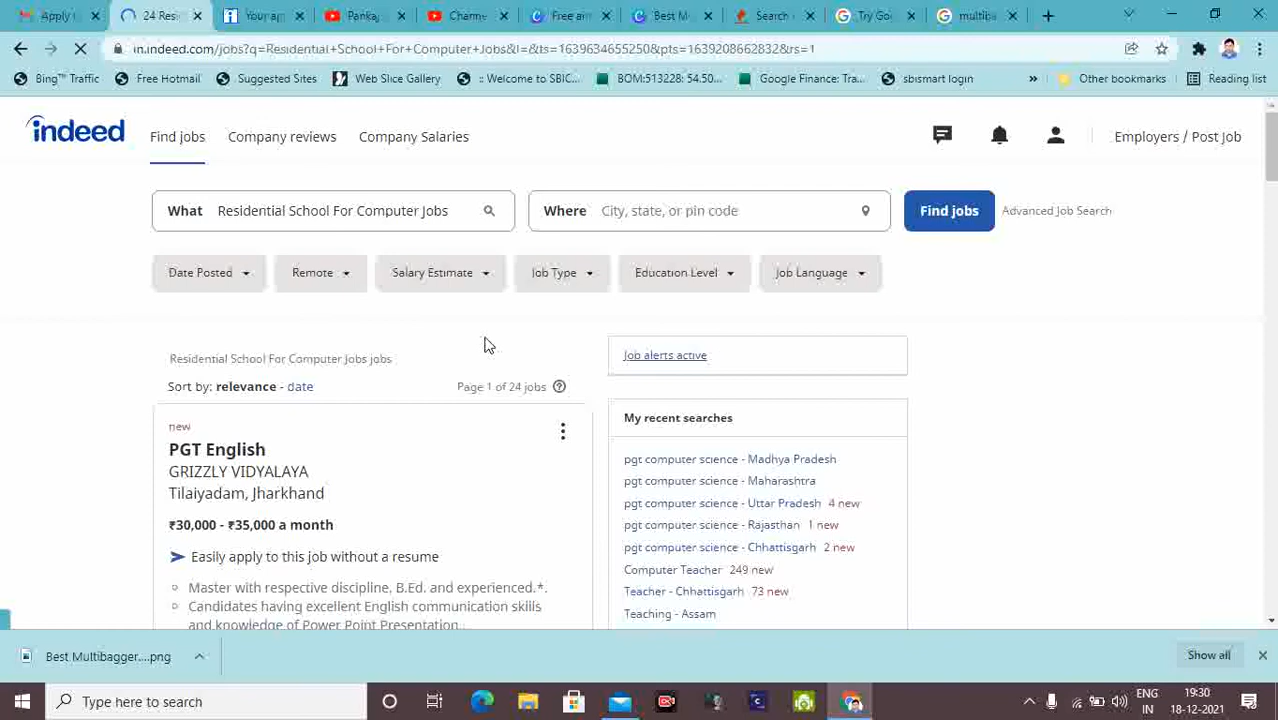 Apply
24 Resi
Your ap
Pankaj
Charme
Free an
Best M
Search
Try Goo
multiba
in.indeed.com/jobs?q=Residential+School+For+Computer+Jobs&l=&ts=1639634655250&pts=1639208662832&rs=1
Bing™ Traffic
Free Hotmail
Suggested Sites
Web Slice Gallery
:: Welcome to SBIC...
BOM:513228: 54.50...
Google Finance: Tra...
sbismart login
»
Other bookmarks
Reading list
indeed
Find jobs
Company reviews
Company Salaries
Employers / Post Job
What Residential School For Computer Jobs
Where City, state, or pin code
Find jobs
Advanced Job Search
Date Posted
Remote
Salary Estimate
Job Type
Education Level
Job Language
Residential School For Computer Jobs jobs
Sort by: relevance - date
Page 1 of 24 jobs
Job alerts active
new
PGT English
GRIZZLY VIDYALAYA
Tilaiyadam, Jharkhand
₹30,000 - ₹35,000 a month
Easily apply to this job without a resume
Master with respective discipline, B.Ed. and experienced.*.
Candidates having excellent English communication skills
and knowledge of Power Point Presentation..
My recent searches
pgt computer science - Madhya Pradesh
pgt computer science - Maharashtra
pgt computer science - Uttar Pradesh 4 new
pgt computer science - Rajasthan 1 new
pgt computer science - Chhattisgarh 2 new
Computer Teacher 249 new
Teacher - Chhattisgarh 73 new
Teaching - Assam
Best Multibagger....png
Show all
Type here to search
ENG
IN
19:30
18-12-2021